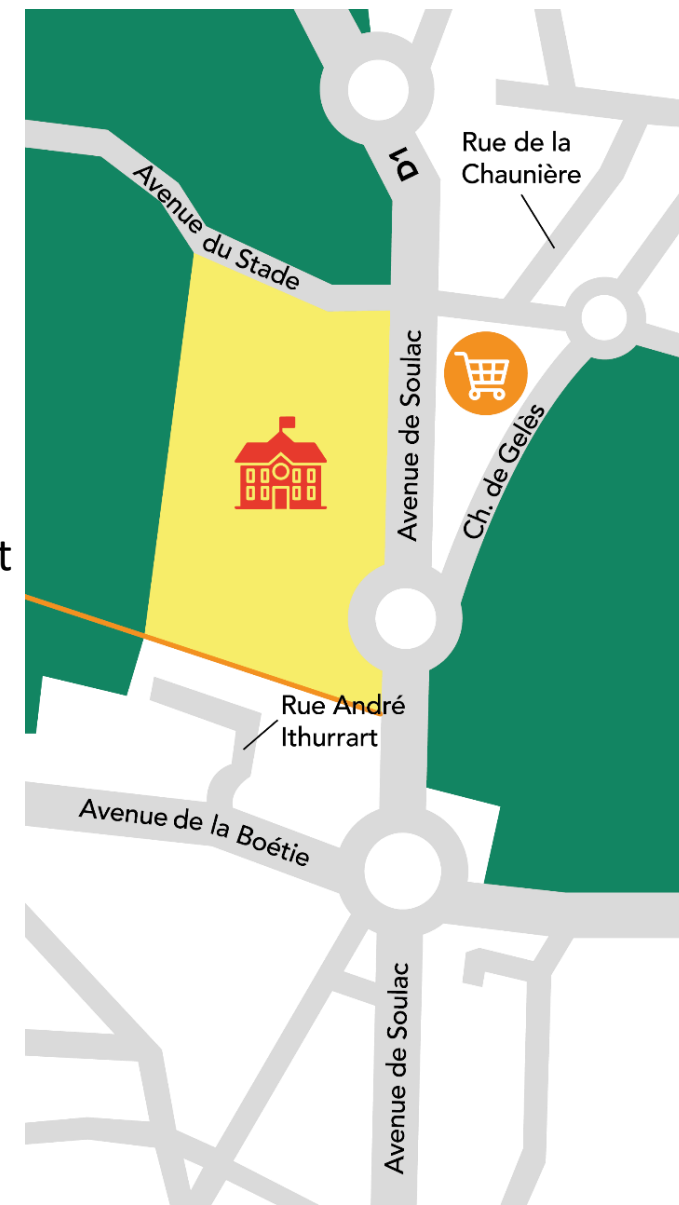 D1
Rue de la
Chaunière
Avenue du Stade
Avenue de Soulac
Ch. de Gelès
t
Rue André
Ithurrart
Avenue de la Boétie
Avenue de Soulac